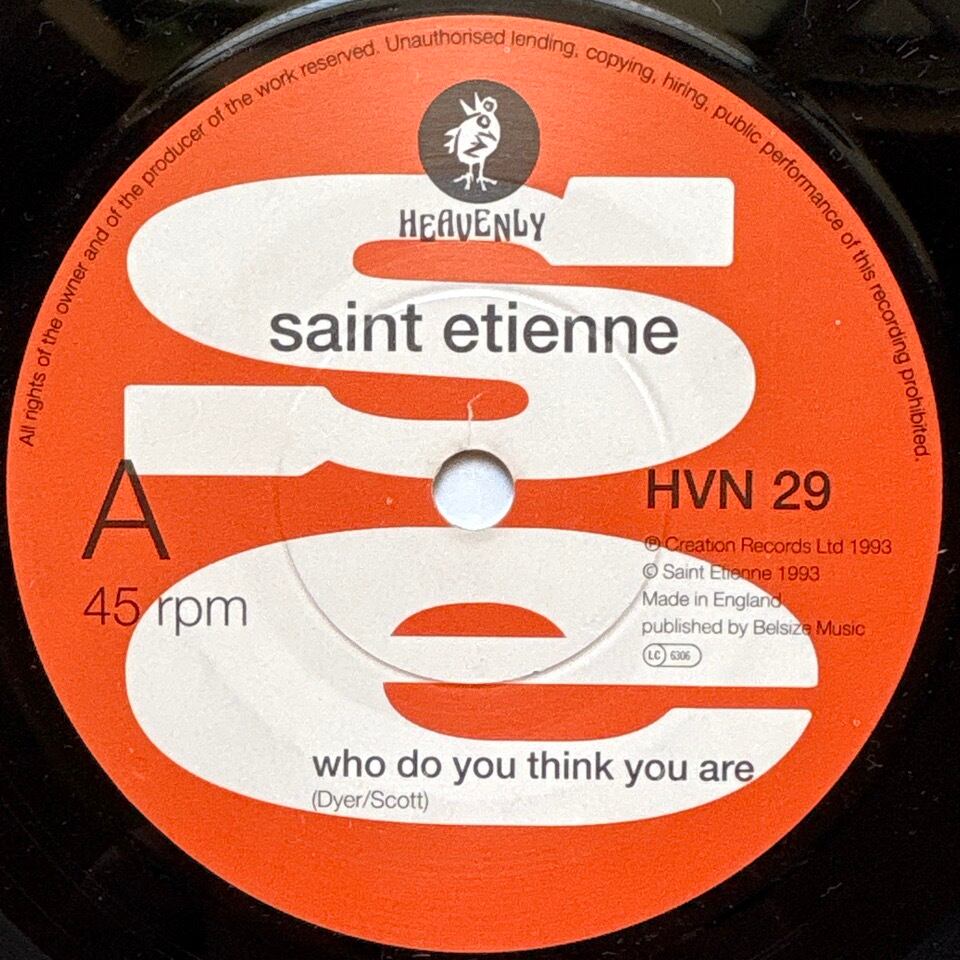 All rights of the owner and of the producer of the work reserved. Unauthorised lending, copying, hiring, public performance of this recording prohibited.
HEAVENLY
se
saint etienne
A
45 rpm
HVN 29
℗ Creation Records Ltd 1993
© Saint Etienne 1993
Made in England
published by Belsize Music
LC 6306
who do you think you are
(Dyer/Scott)